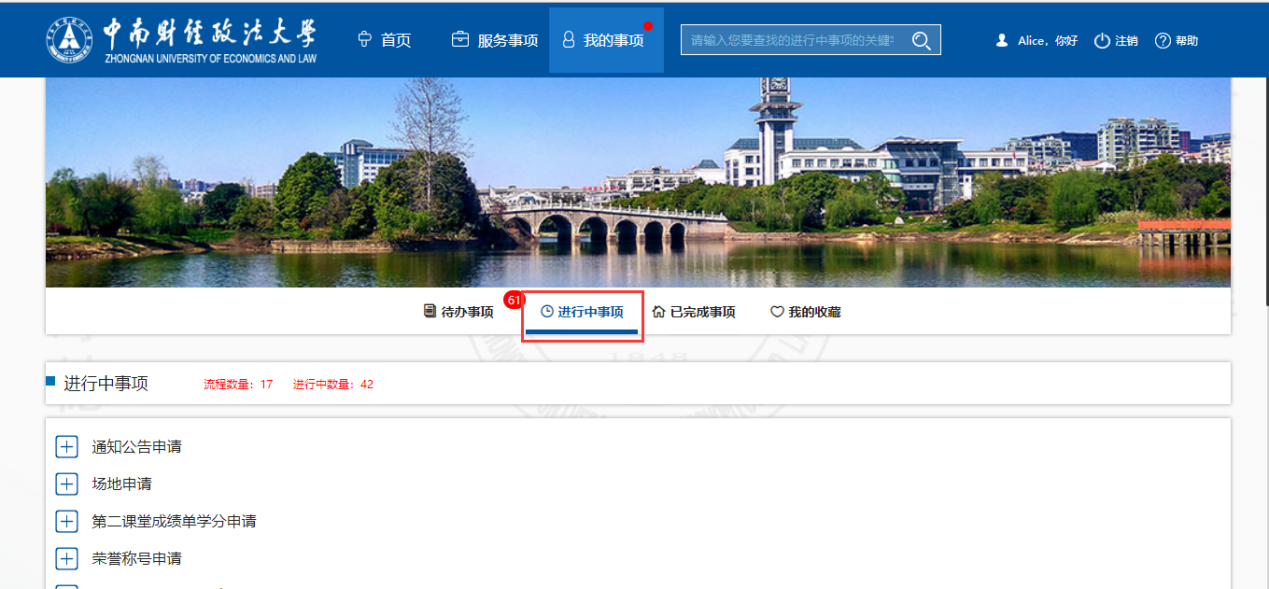 中南财经政法大学
ZHONGNAN UNIVERSITY OF ECONOMICS AND LAW
首页
服务事项
我的事项
请输入您要查找的进行中事项的关键
Alice，你好
注销
帮助
待办事项 61
进行中事项
已完成事项
我的收藏
1948
进行中事项
流程数量：17 进行中数量：42
通知公告申请
场地申请
第二课堂成绩单学分申请
荣誉称号申请